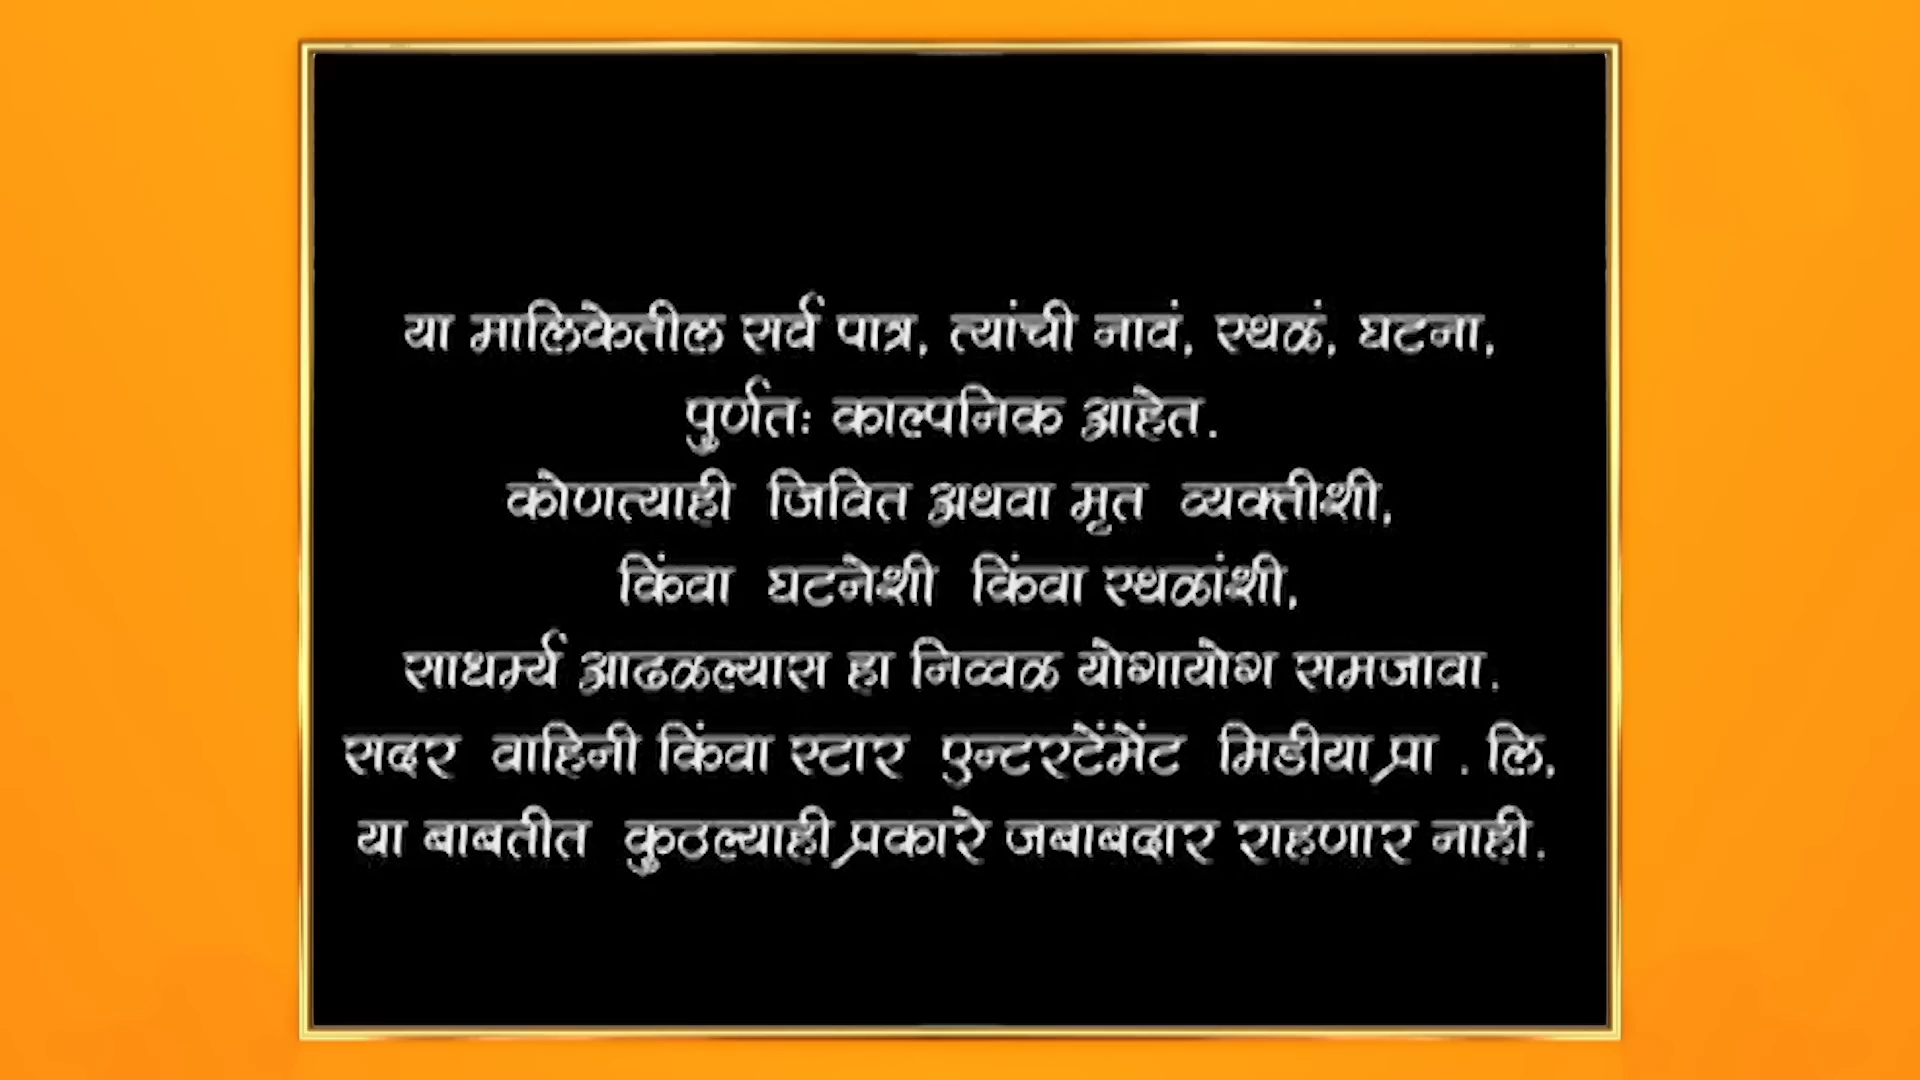 या मालिकेतील सर्व पात्र, त्यांची नावं, स्थळं, घटना,
पुर्णतः काल्पनिक आहेत.
कोणत्याही जिवित अथवा मृत व्यक्तीशी,
किंवा घटनेशी किंवा स्थळांशी,
साधर्म्य आढळल्यास हा निव्वळ योगायोग समजावा.
सदर वाहिनी किंवा स्टार एुन्टरटेंमेंट मिडीया प्रा . लि.
या बाबतीत कुठल्याही प्रकारे जबाबदार राहणार नाही.